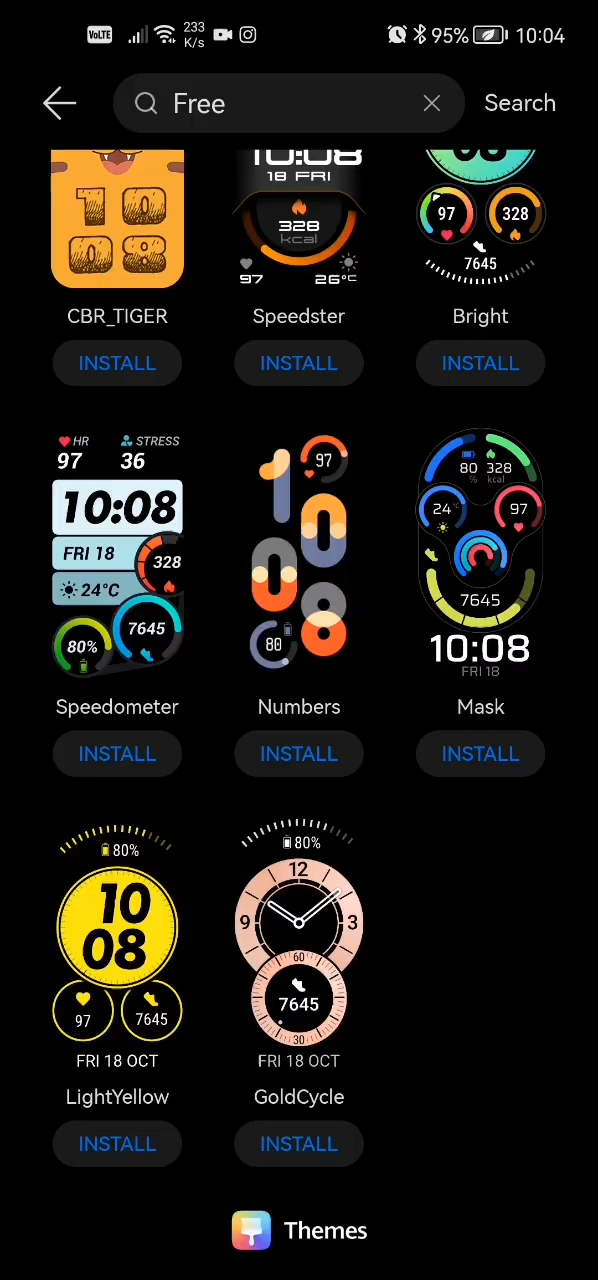 VoLTE 233 K/s 95% 10:04
Free Search
10 08
10:08
18 FRI
328
kcal
97 26°C
08
97 328
7645
CBR_TIGER Speedster Bright
INSTALL INSTALL INSTALL
HR STRESS
97 36
10:08
FRI 18
328
24°C
7645
80%
10
97
08
80
80 328
% kcal
24°C 97
7645
10:08
FRI 18
Speedometer Numbers Mask
INSTALL INSTALL INSTALL
80%
10
08
97 7645
FRI 18 OCT
80%
12
9 3
60
7645
30
FRI 18 OCT
LightYellow GoldCycle
INSTALL INSTALL
Themes